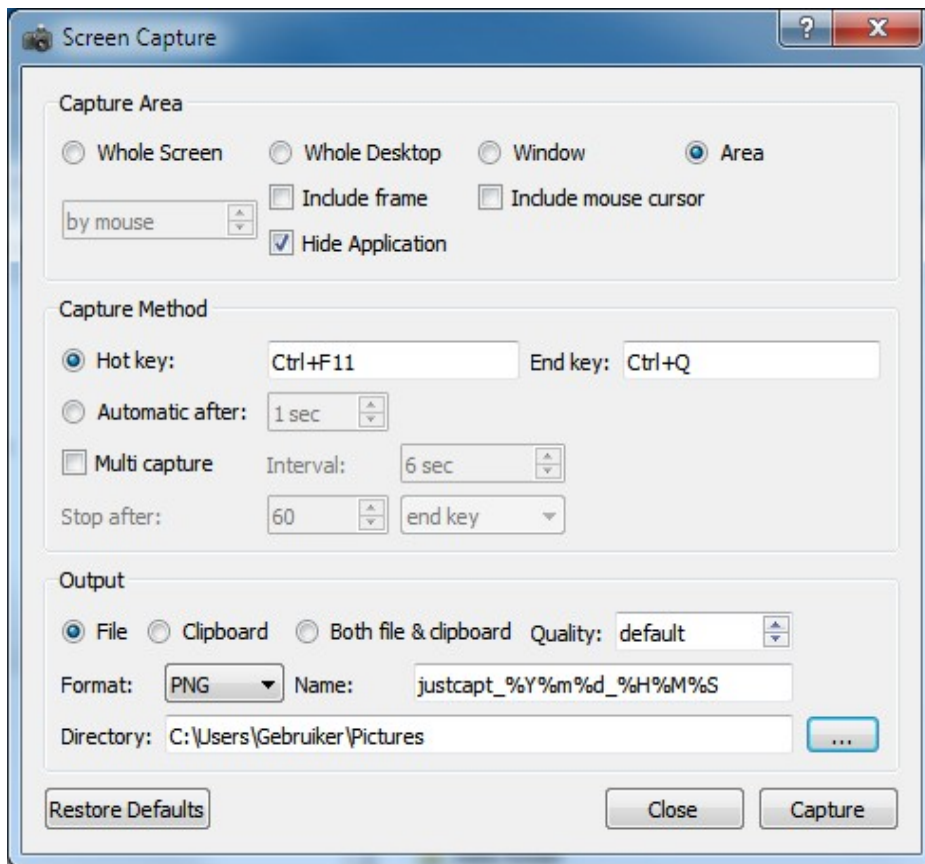 Screen Capture
Capture Area
Whole Screen Whole Desktop Window Area
by mouse Include frame Include mouse cursor
Hide Application
Capture Method
Hot key: Ctrl+F11 End key: Ctrl+Q
Automatic after: 1 sec
Multi capture Interval: 6 sec
Stop after: 60 end key
Output
File Clipboard Both file & clipboard Quality: default
Format: PNG Name: justcapt_%Y%m%d_%H%M%S
Directory: C:\Users\Gebruiker\Pictures ...
Restore Defaults Close Capture